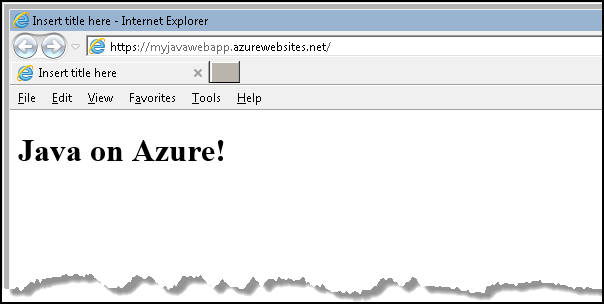 Insert title here - Internet Explorer
https://myjavawebapp.azurewebsites.net/
Insert title here
File Edit View Favorites Tools Help
Java on Azure!